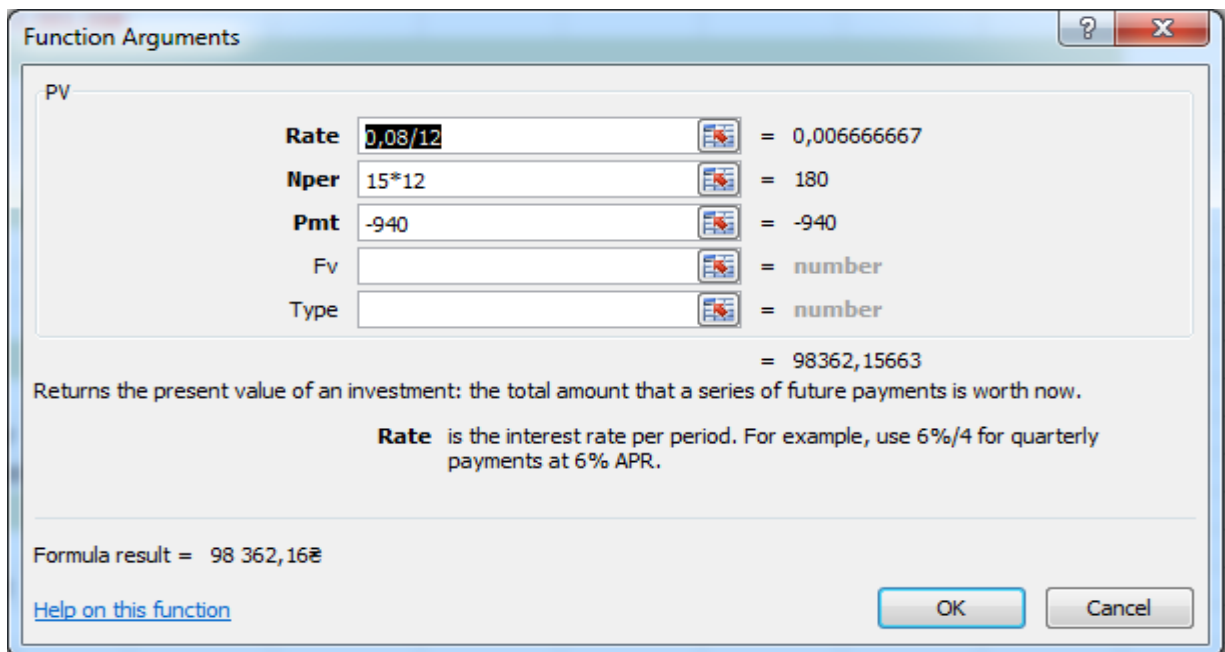 Function Arguments
PV
Rate 0,08/12 = 0,006666667
Nper 15*12 = 180
Pmt -940 = -940
Fv = number
Type = number
= 98362,15663
Returns the present value of an investment: the total amount that a series of future payments is worth now.
Rate is the interest rate per period. For example, use 6%/4 for quarterly
payments at 6% APR.
Formula result = 98 362,16₴
Help on this function
OK Cancel